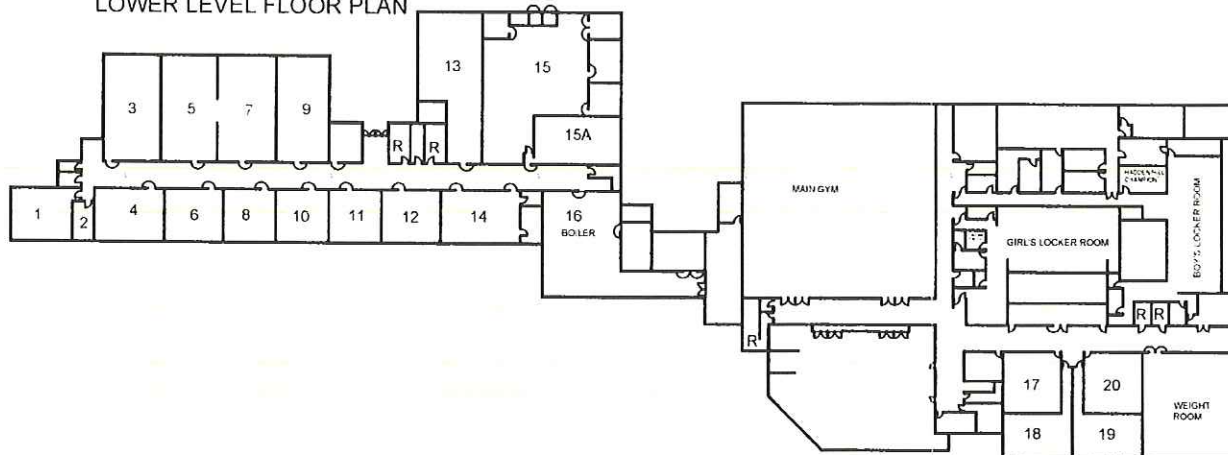 LOWER LEVEL FLOOR PLAN
13
15
3
5
7
9
15A
R
R
MAIN GYM
1
2
4
6
8
10
11
12
14
16
BOILER
GIRL'S LOCKER ROOM
BOY'S LOCKER ROOM
R
R
R
17
20
WEIGHT
ROOM
18
19